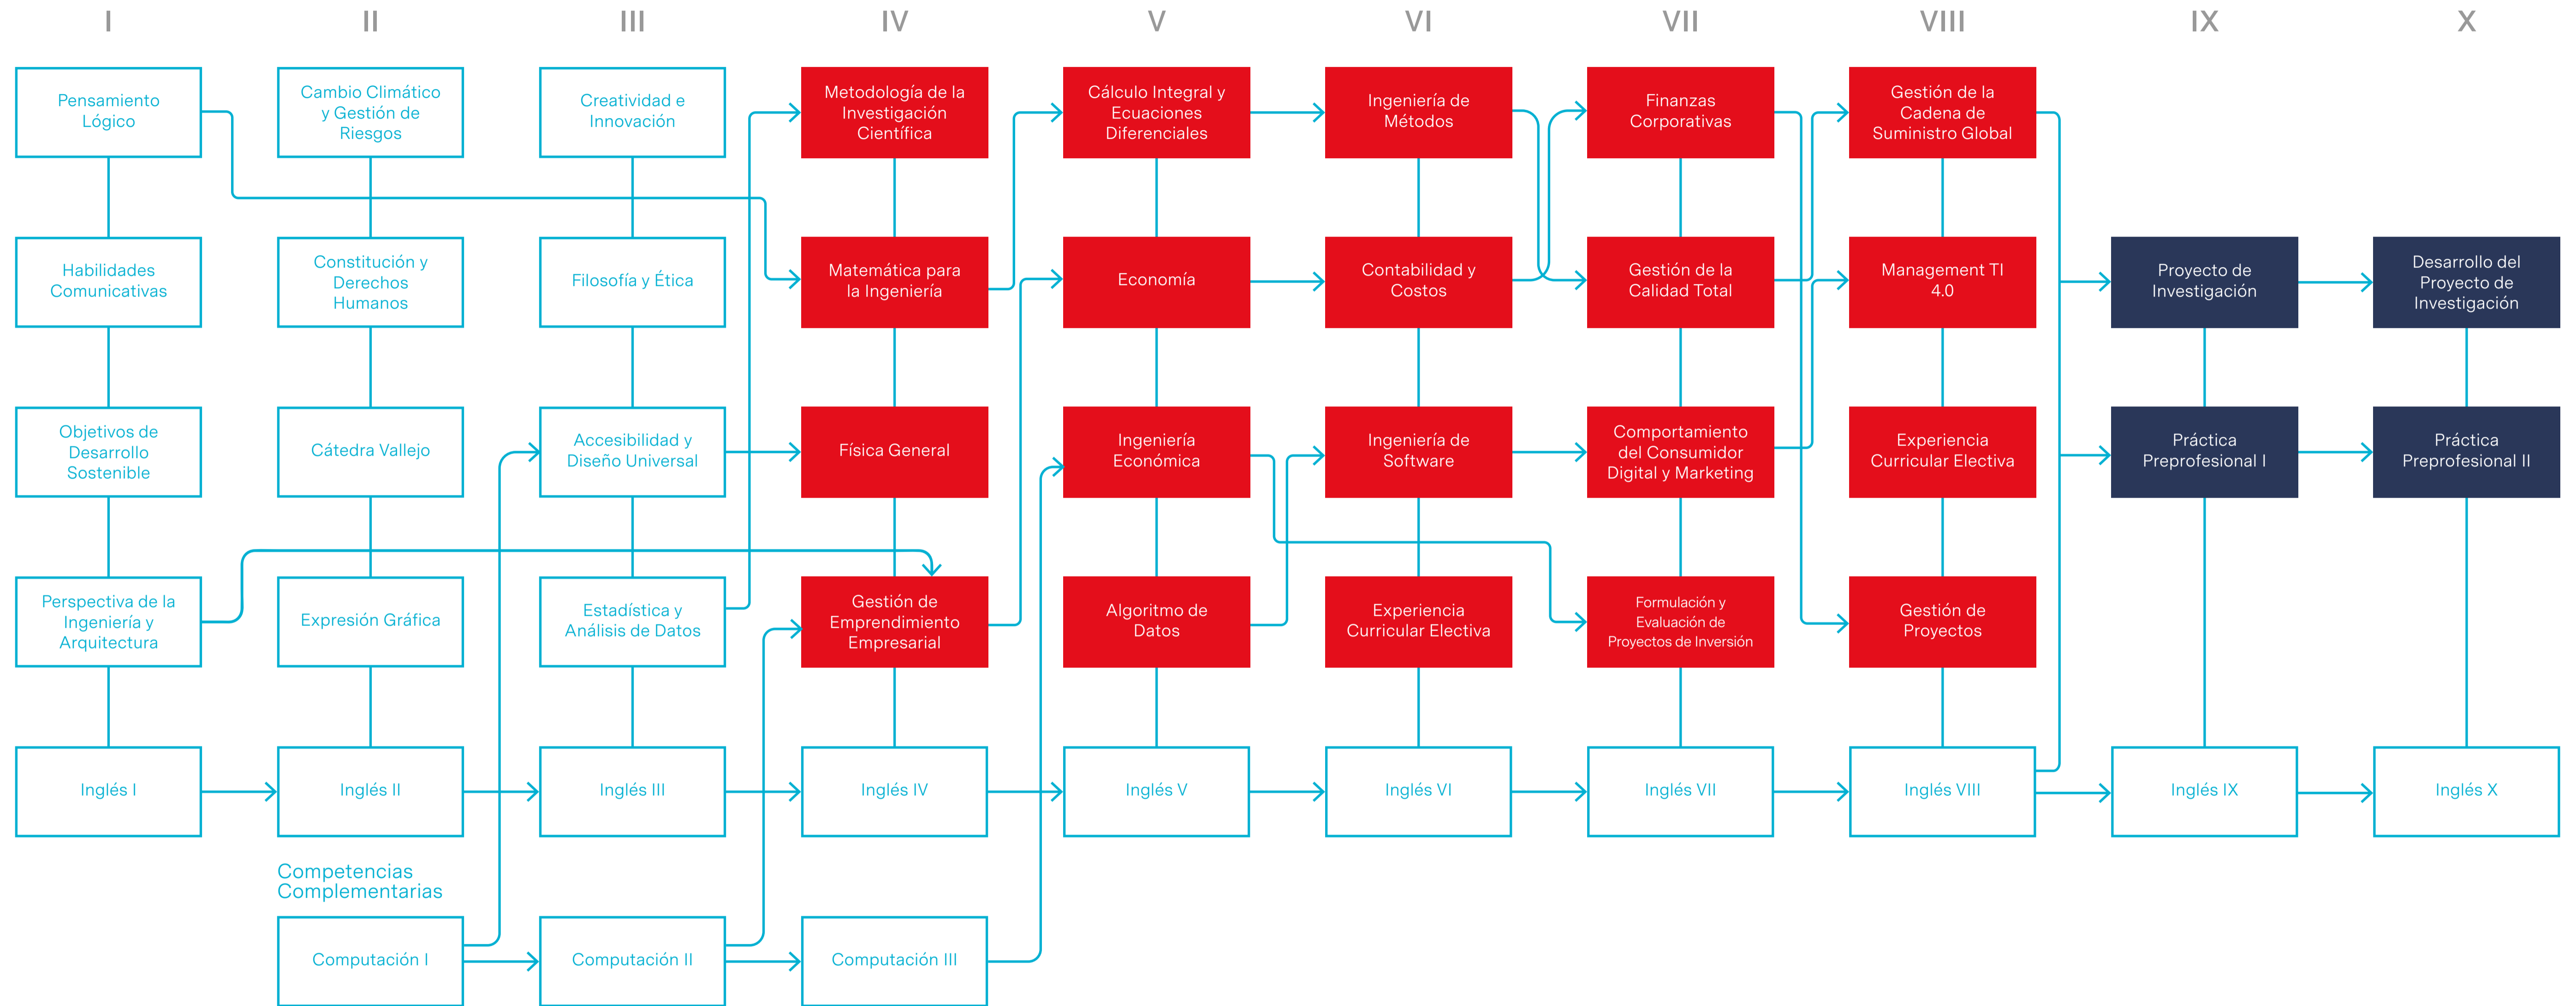 I
II
III
IV
V
VI
VII
VIII
IX
X
Pensamiento
Lógico
Cambio Climático
y Gestión de
Riesgos
Creatividad e
Innovación
Metodología de la
Investigación
Científica
Cálculo Integral y
Ecuaciones
Diferenciales
Ingeniería de
Métodos
Finanzas
Corporativas
Gestión de la
Cadena de
Suministro Global
Habilidades
Comunicativas
Constitución y
Derechos
Humanos
Filosofía y Ética
Matemática para
la Ingeniería
Economía
Contabilidad y
Costos
Gestión de la
Calidad Total
Management TI
4.0
Proyecto de
Investigación
Desarrollo del
Proyecto de
Investigación
Objetivos de
Desarrollo
Sostenible
Cátedra Vallejo
Accesibilidad y
Diseño Universal
Física General
Ingeniería
Económica
Ingeniería de
Software
Comportamiento
del Consumidor
Digital y Marketing
Experiencia
Curricular Electiva
Práctica
Preprofesional I
Práctica
Preprofesional II
Perspectiva de la
Ingeniería y
Arquitectura
Expresión Gráfica
Estadística y
Análisis de Datos
Gestión de
Emprendimiento
Empresarial
Algoritmo de
Datos
Experiencia
Curricular Electiva
Formulación y
Evaluación de
Proyectos de Inversión
Gestión de
Proyectos
Inglés I
Inglés II
Inglés III
Inglés IV
Inglés V
Inglés VI
Inglés VII
Inglés VIII
Inglés IX
Inglés X
Competencias
Complementarias
Computación I
Computación II
Computación III